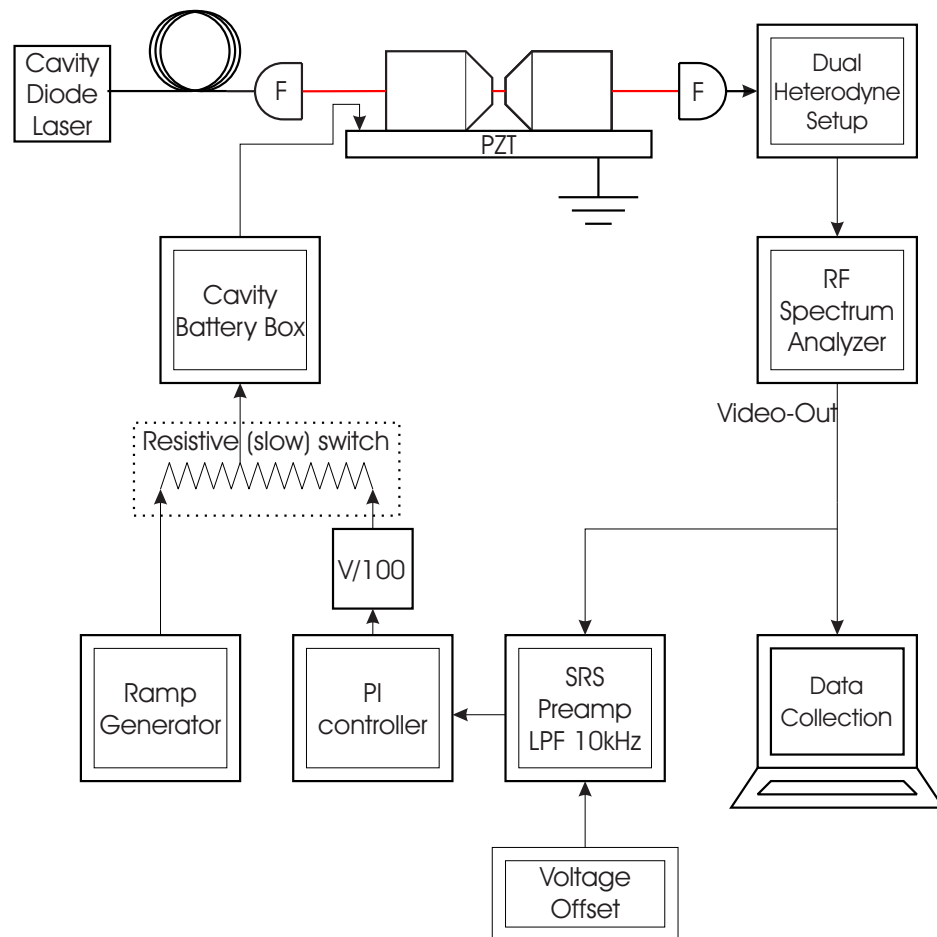 Cavity
Diode
Laser
F
PZT
F
Dual
Heterodyne
Setup
Cavity
Battery Box
RF
Spectrum
Analyzer
Video-Out
Resistive (slow) switch
V/100
Ramp
Generator
PI
controller
SRS
Preamp
LPF 10kHz
Data
Collection
Voltage
Offset